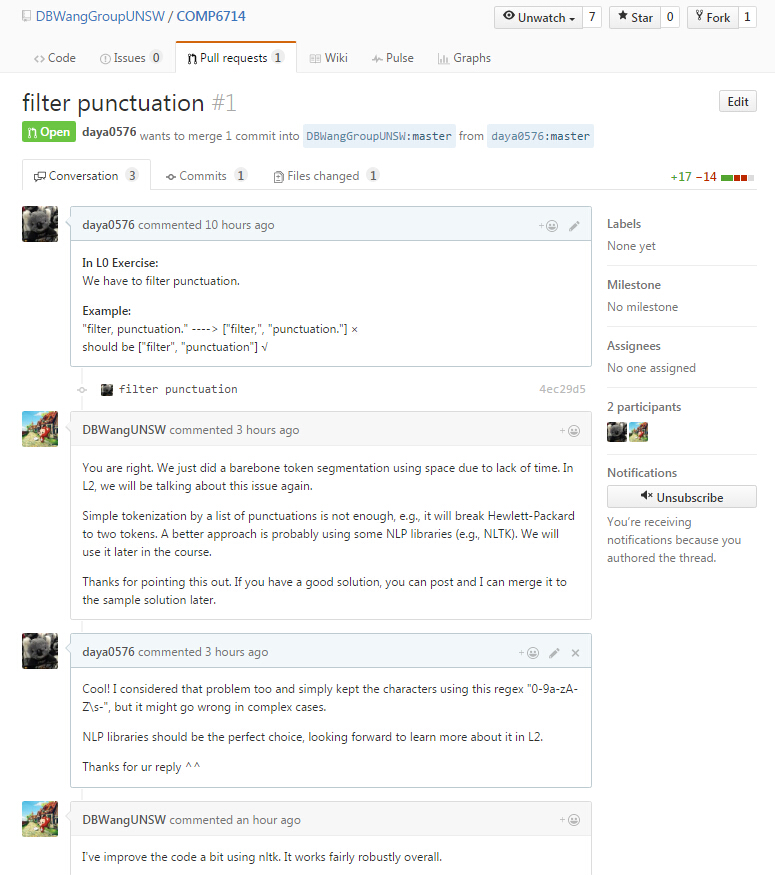 DBWangGroupUNSW / COMP6714
Unwatch 7 Star 0 Fork 1
Code Issues 0 Pull requests 1 Wiki Pulse Graphs
filter punctuation #1
Edit
Open daya0576 wants to merge 1 commit into DBWangGroupUNSW:master from daya0576:master
Conversation 3 Commits 1 Files changed 1
+17 −14
daya0576 commented 10 hours ago
In L0 Exercise:
We have to filter punctuation.
Example:
"filter, punctuation." ----> ["filter,", "punctuation."] ×
should be ["filter", "punctuation"] √
filter punctuation 4ec29d5
DBWangUNSW commented 3 hours ago
You are right. We just did a barebone token segmentation using space due to lack of time. In
L2, we will be talking about this issue again.
Simple tokenization by a list of punctuations is not enough, e.g., it will break Hewlett-Packard
to two tokens. A better approach is probably using some NLP libraries (e.g., NLTK). We will
use it later in the course.
Thanks for pointing this out. If you have a good solution, you can post and I can merge it to
the sample solution later.
daya0576 commented 3 hours ago
Cool! I considered that problem too and simply kept the characters using this regex "0-9a-zA-
Z\s-", but it might go wrong in complex cases.
NLP libraries should be the perfect choice, looking forward to learn more about it in L2.
Thanks for ur reply ^ ^
DBWangUNSW commented an hour ago
I've improve the code a bit using nltk. It works fairly robustly overall.
Labels
None yet
Milestone
No milestone
Assignees
No one assigned
2 participants
Notifications
Unsubscribe
You're receiving
notifications because you
authored the thread.